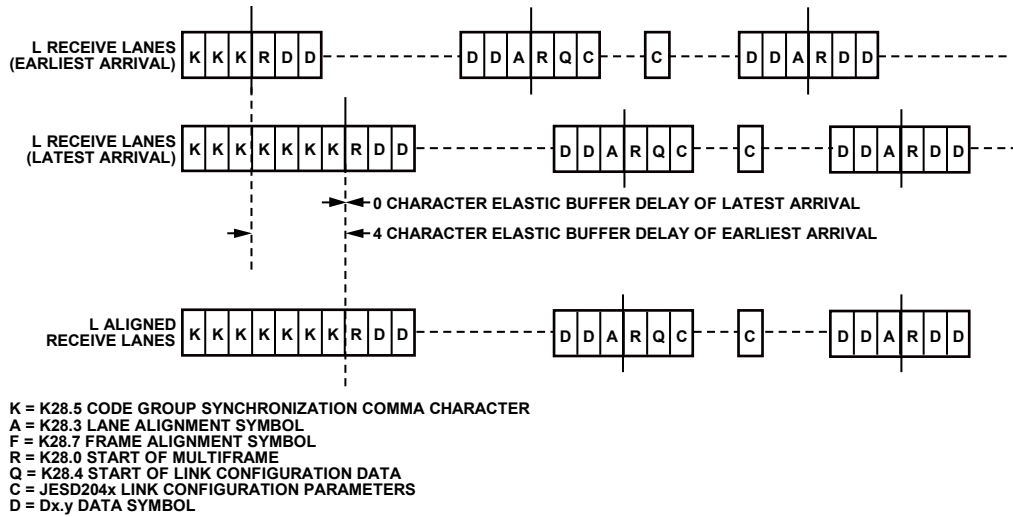 L RECEIVE LANES
(EARLIEST ARRIVAL)
K K K R D D
D D A R Q C
C
D D A R D D
L RECEIVE LANES
(LATEST ARRIVAL)
K K K K K K K R D D
D D A R Q C
C
D D A R D D
0 CHARACTER ELASTIC BUFFER DELAY OF LATEST ARRIVAL
4 CHARACTER ELASTIC BUFFER DELAY OF EARLIEST ARRIVAL
L ALIGNED
RECEIVE LANES
K K K K K K K R D D
D D A R Q C
C
D D A R D D
K = K28.5 CODE GROUP SYNCHRONIZATION COMMA CHARACTER
A = K28.3 LANE ALIGNMENT SYMBOL
F = K28.7 FRAME ALIGNMENT SYMBOL
R = K28.0 START OF MULTIFRAME
Q = K28.4 START OF LINK CONFIGURATION DATA
C = JESD204x LINK CONFIGURATION PARAMETERS
D = Dx.y DATA SYMBOL